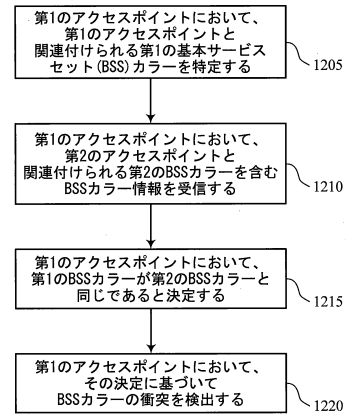 第1のアクセスポイントにおいて、
第1のアクセスポイントと
関連付けられる第1の基本サービス
セット(BSS)カラーを特定する
1205
第1のアクセスポイントにおいて、
第2のアクセスポイントと
関連付けられる第2のBSSカラーを含む
BSSカラー情報を受信する
1210
第1のアクセスポイントにおいて、
第1のBSSカラーが第2のBSSカラーと
同じであると決定する
1215
第1のアクセスポイントにおいて、
その決定に基づいて
BSSカラーの衝突を検出する
1220